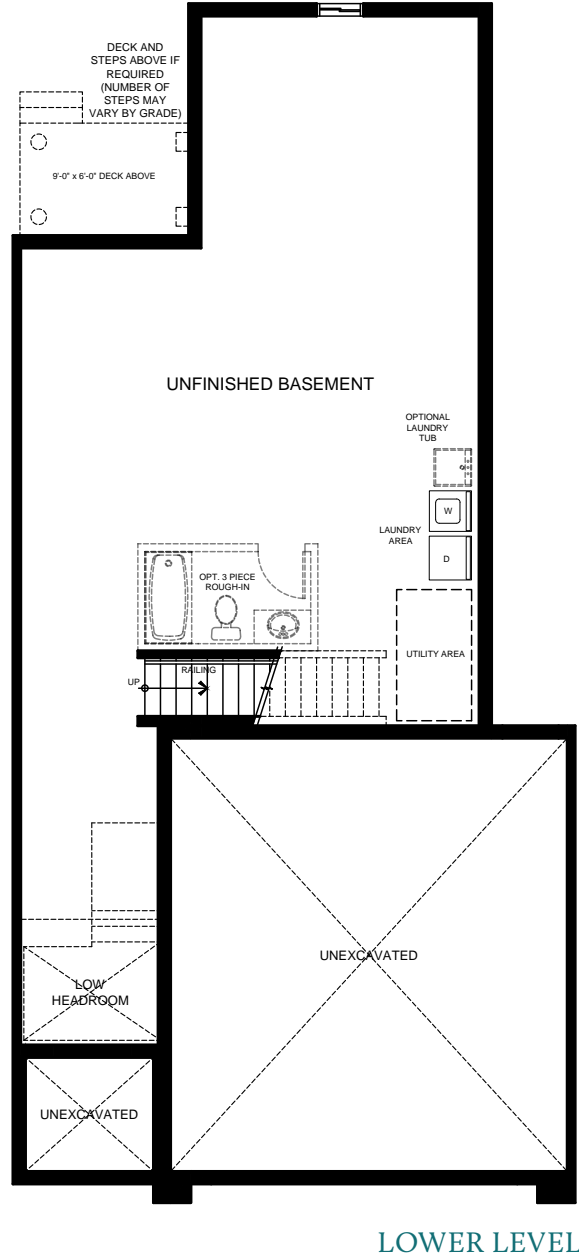 DECK AND
STEPS ABOVE IF
REQUIRED
(NUMBER OF
STEPS MAY
VARY BY GRADE)
9'-0" x 6'-0" DECK ABOVE
UNFINISHED BASEMENT
OPTIONAL
LAUNDRY
TUB
W
LAUNDRY
AREA
D
OPT. 3 PIECE
ROUGH-IN
UTILITY AREA
RAILING
UP
UNEXCAVATED
LOW
HEADROOM
UNEXCAVATED
LOWER LEVEL